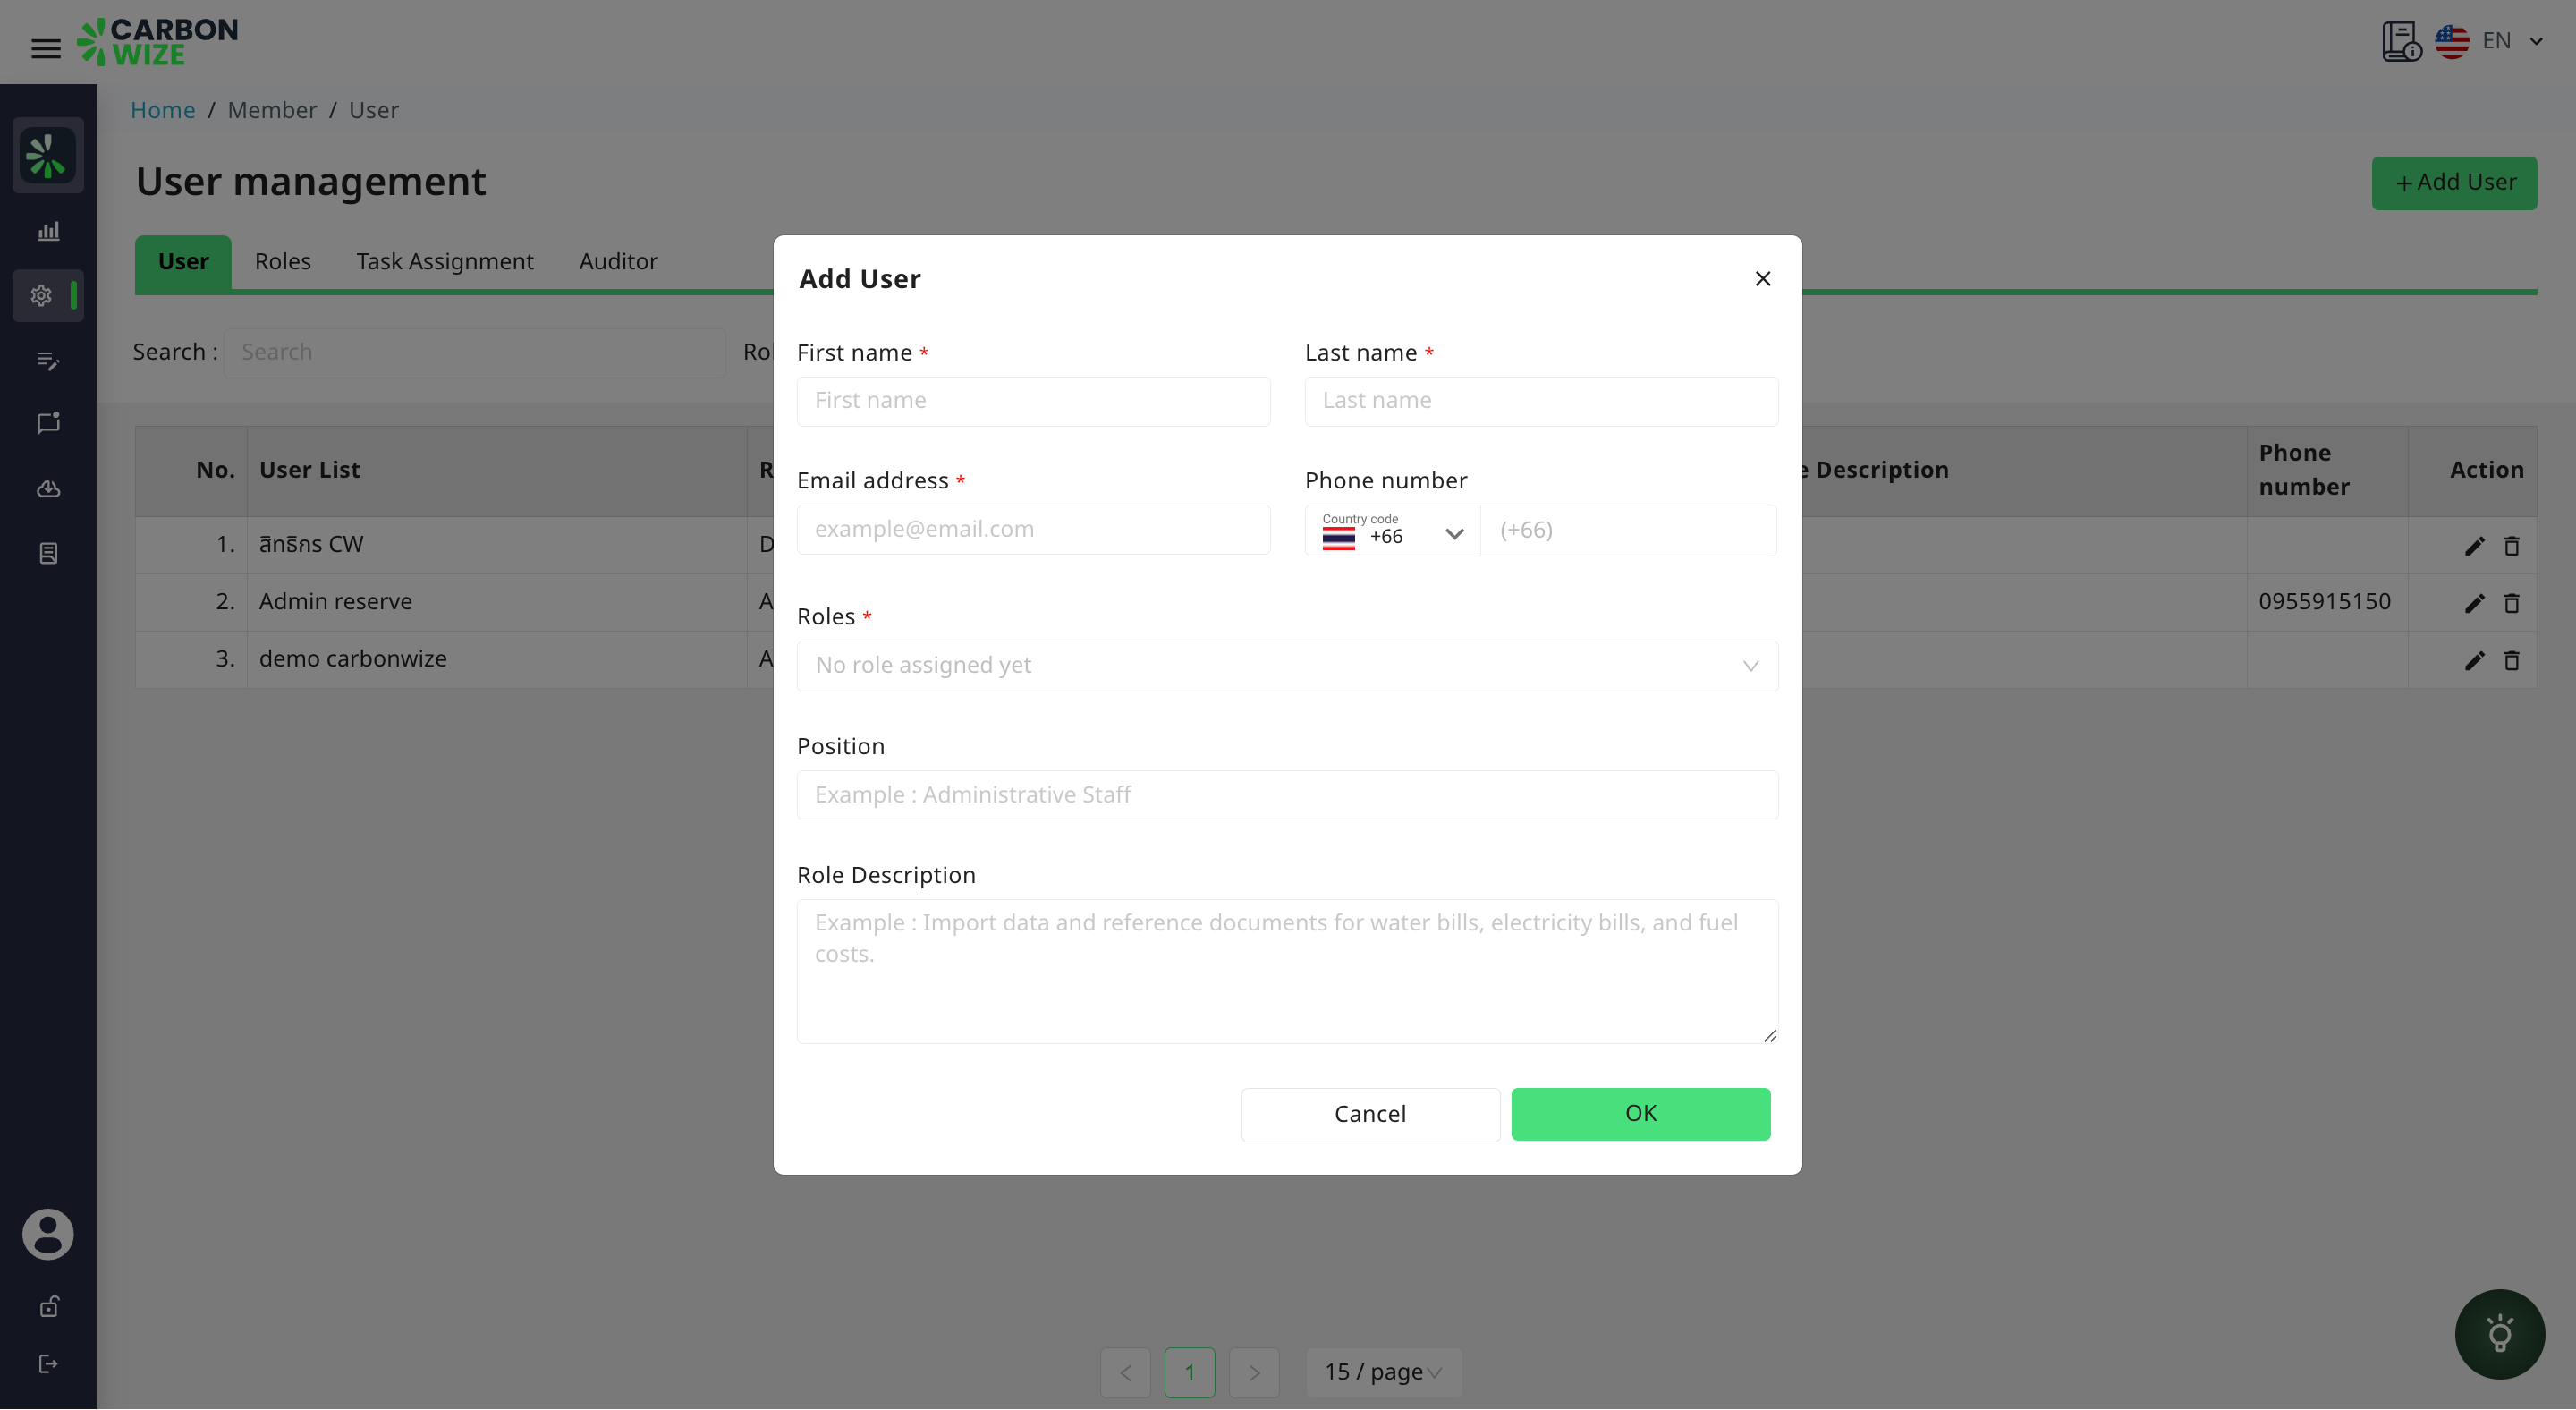 CARBON
WIZE
EN
Home / Member / User
User management
+ Add User
User
Roles
Task Assignment
Auditor
Search :
Search
Add User
First name *
Last name *
First name
Last name
Email address *
Phone number
example@email.com
Country code
+66
(+66)
Roles *
No role assigned yet
Position
Example : Administrative Staff
Role Description
Example : Import data and reference documents for water bills, electricity bills, and fuel
costs.
Cancel
OK
No.
User List
Description
Phone
number
Action
1.
สิทธิกร CW
2.
Admin reserve
0955915150
3.
demo carbonwize
1
15 / page